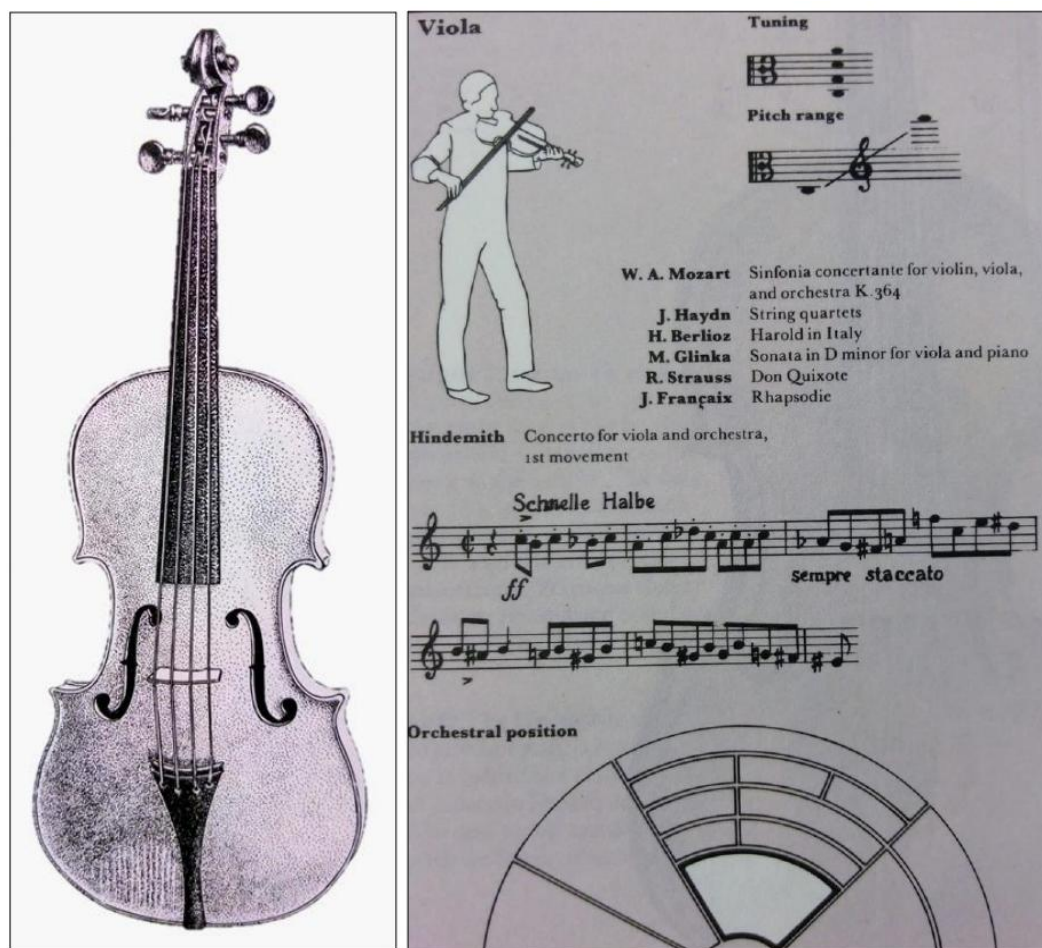 Viola
Tuning
Pitch range
W. A. Mozart Sinfonia concertante for violin, viola,
and orchestra K.364
J. Haydn String quartets
H. Berlioz Harold in Italy
M. Glinka Sonata in D minor for viola and piano
R. Strauss Don Quixote
J. Françaix Rhapsodie
Hindemith Concerto for viola and orchestra,
1st movement
Schnelle Halbe
ff
sempre staccato
Orchestral position